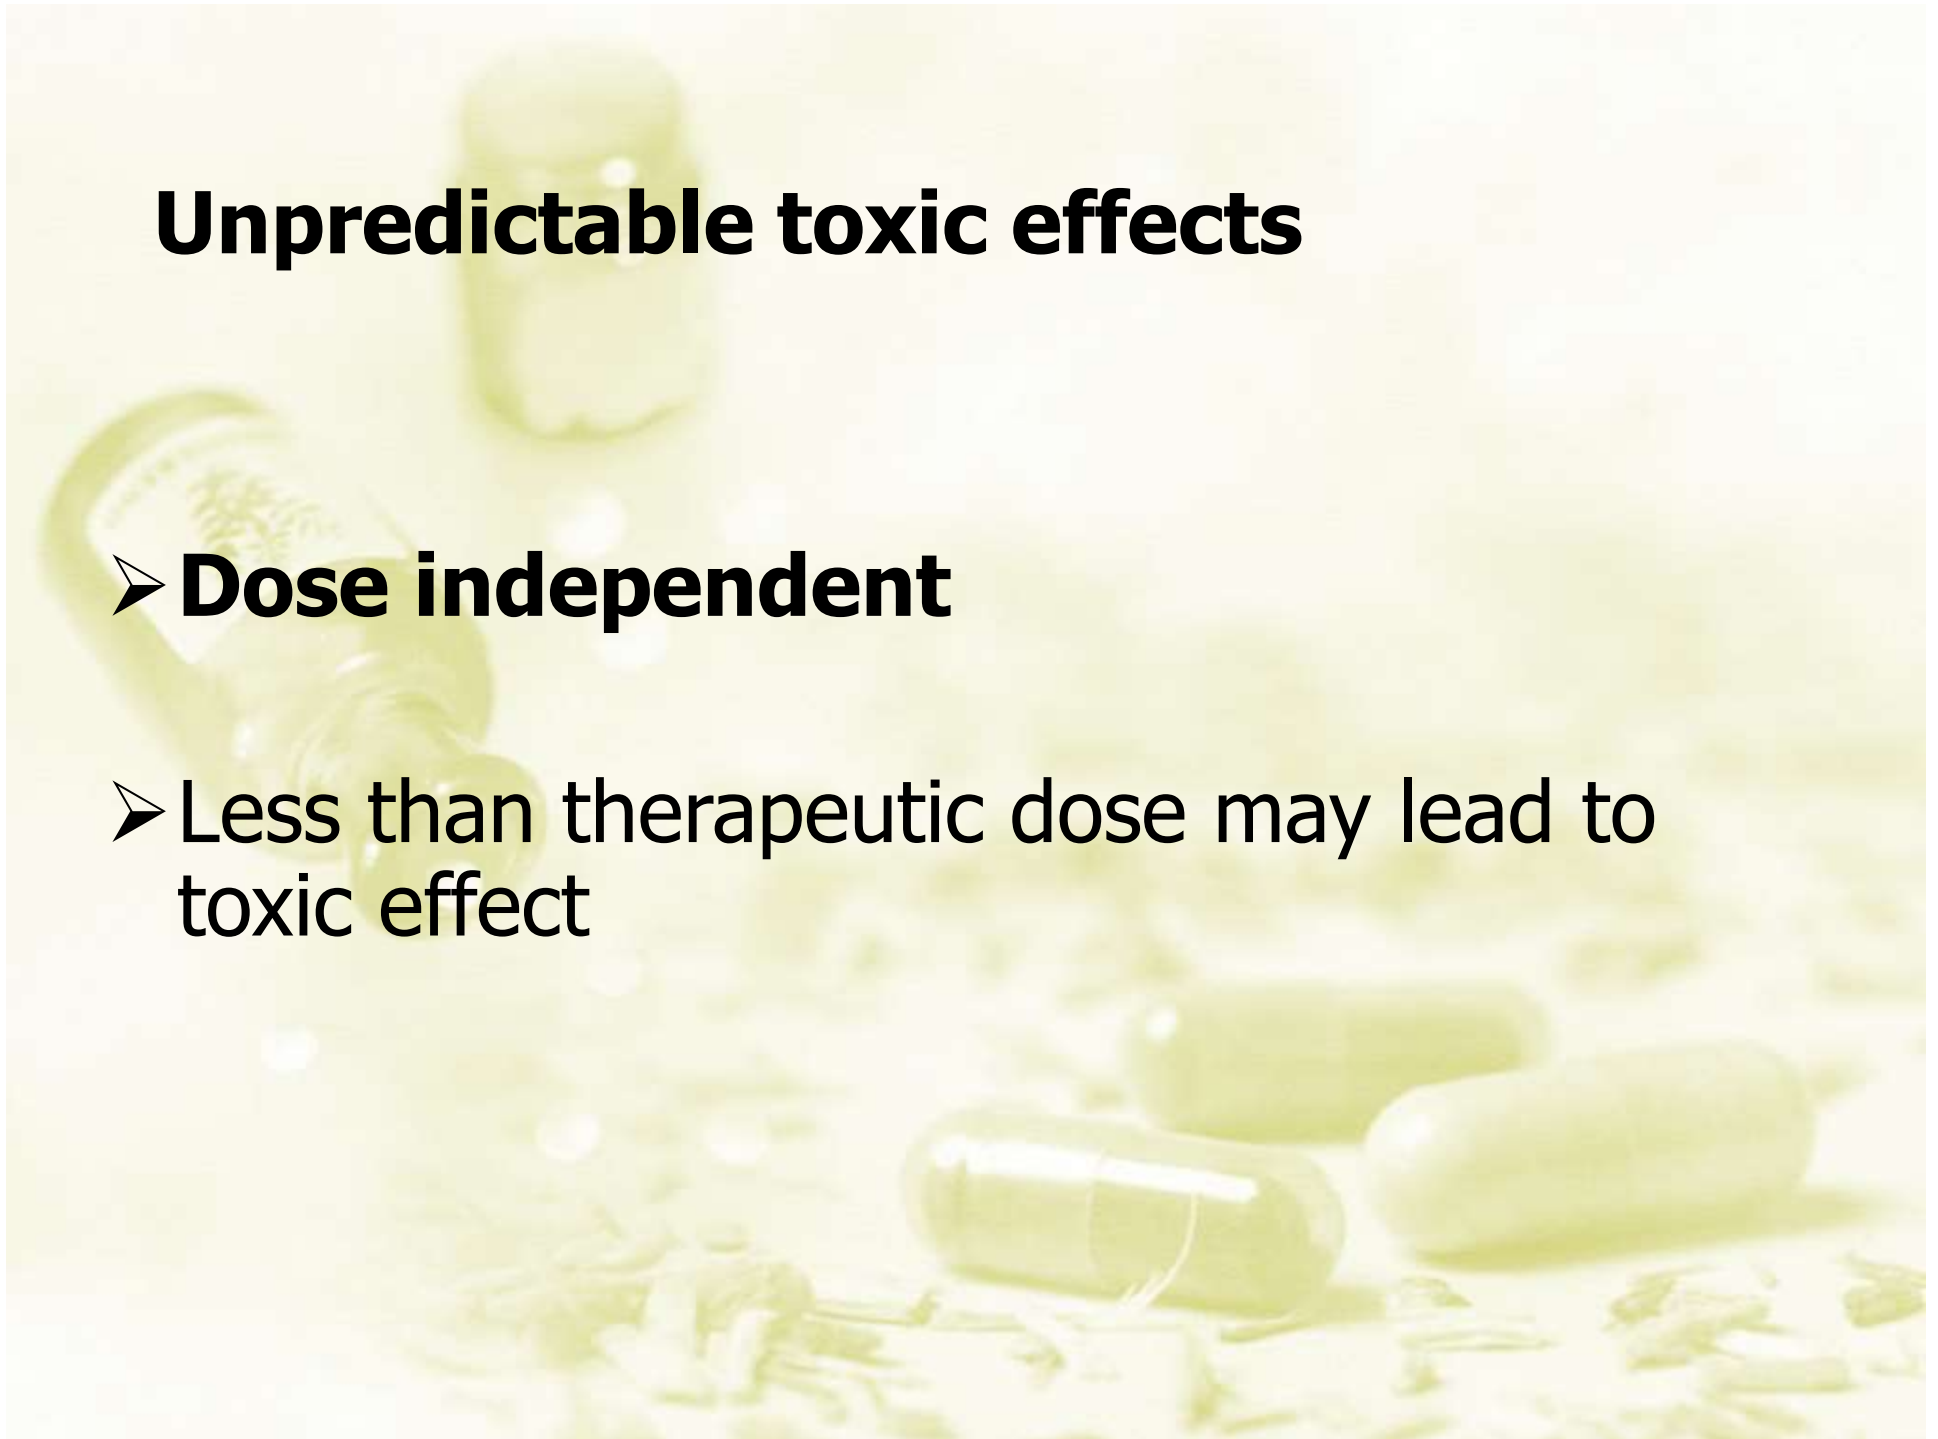 Unpredictable toxic effects
➢Dose independent
➢Less than therapeutic dose may lead to
toxic effect